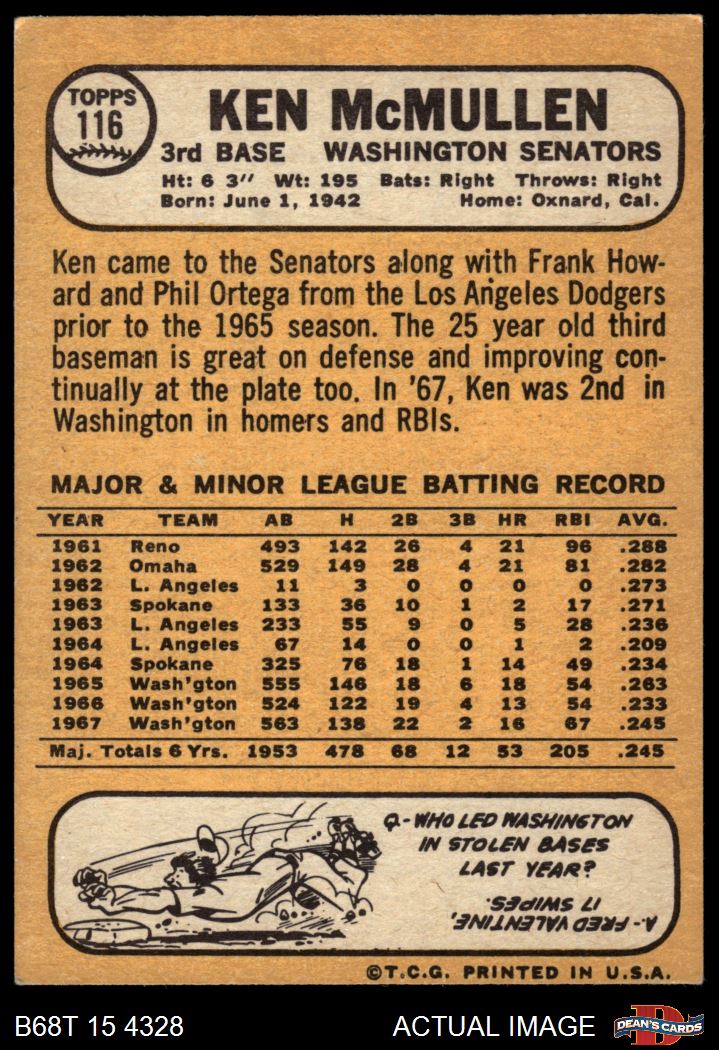 TOPPS
116
KEN McMULLEN
3rd BASE WASHINGTON SENATORS
Ht: 6 3" Wt: 195 Bats: Right Throws: Right
Born: June 1, 1942 Home: Oxnard, Cal.
Ken came to the Senators along with Frank How-
ard and Phil Ortega from the Los Angeles Dodgers
prior to the 1965 season. The 25 year old third
baseman is great on defense and improving con-
tinually at the plate too. In '67, Ken was 2nd in
Washington in homers and RBIs.
MAJOR & MINOR LEAGUE BATTING RECORD
YEAR TEAM AB H 2B 3B HR RBI AVG.
1961 Reno 493 142 26 4 21 96 .288
1962 Omaha 529 149 28 4 21 81 .282
1962 L. Angeles 11 3 0 0 0 0 .273
1963 Spokane 133 36 10 1 2 17 .271
1963 L. Angeles 233 55 9 0 5 28 .236
1964 L. Angeles 67 14 0 0 1 2 .209
1964 Spokane 325 76 18 1 14 49 .234
1965 Wash'gton 555 146 18 6 18 54 .263
1966 Wash'gton 524 122 19 4 13 54 .233
1967 Wash'gton 563 138 22 2 16 67 .245
Maj. Totals 6 Yrs. 1953 478 68 12 53 205 .245
Q.-WHO LED WASHINGTON
IN STOLEN BASES
LAST YEAR?
A.-FRED VALENTINE,
17 SWIPES.
©T.C.G. PRINTED IN U.S.A.
B68T 15 4328 ACTUAL IMAGE
D
DEAN'S CARDS